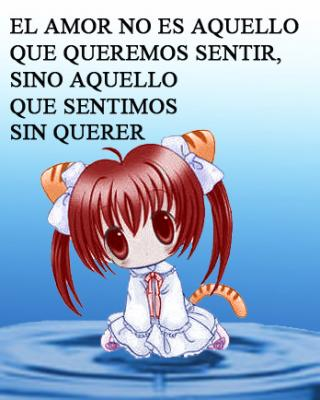 EL AMOR NO ES AQUELLO
QUE QUEREMOS SENTIR,
SINO AQUELLO
QUE SENTIMOS
SIN QUERER